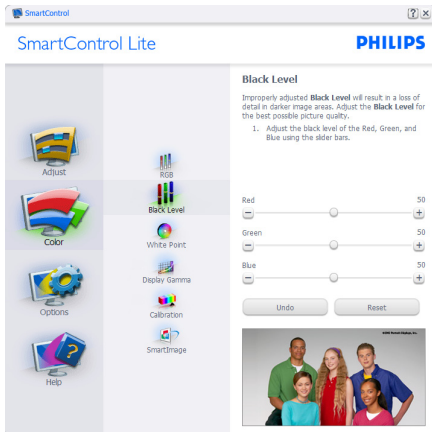 SmartControl
SmartControl Lite
PHILIPS
Adjust
Color
Options
Help
RGB
Black Level
White Point
Display Gamma
Calibration
SmartImage
Black Level
Improperly adjusted Black Level will result in a loss of
detail in darker image areas. Adjust the Black Level for
the best possible picture quality.
1. Adjust the black level of the Red, Green, and
Blue using the slider bars.
Red 50
Green 50
Blue 50
Undo Reset